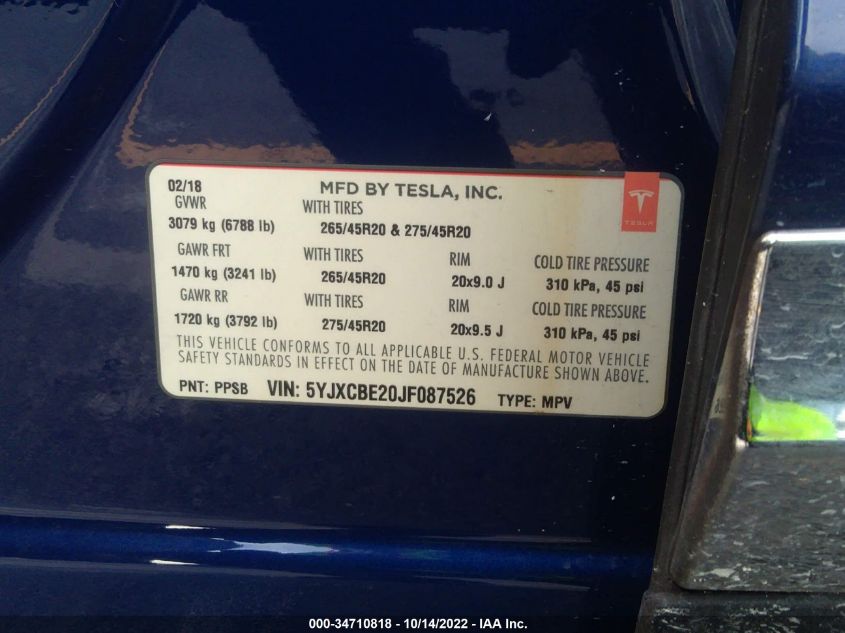 02/18 MFD BY TESLA, INC.
GVWR WITH TIRES
TESLA
3079 kg (6788 lb) 265/45R20 & 275/45R20
GAWR FRT WITH TIRES RIM COLD TIRE PRESSURE
1470 kg (3241 lb) 265/45R20 20x9.0 J 310 kPa, 45 psi
GAWR RR WITH TIRES RIM COLD TIRE PRESSURE
1720 kg (3792 lb) 275/45R20 20x9.5 J 310 kPa, 45 psi
THIS VEHICLE CONFORMS TO ALL APPLICABLE U.S. FEDERAL MOTOR VEHICLE
SAFETY STANDARDS IN EFFECT ON THE DATE OF MANUFACTURE SHOWN ABOVE.
PNT: PPSB VIN: 5YJXCBE20JF087526 TYPE: MPV
000-34710818 - 10/14/2022 - IAA Inc.